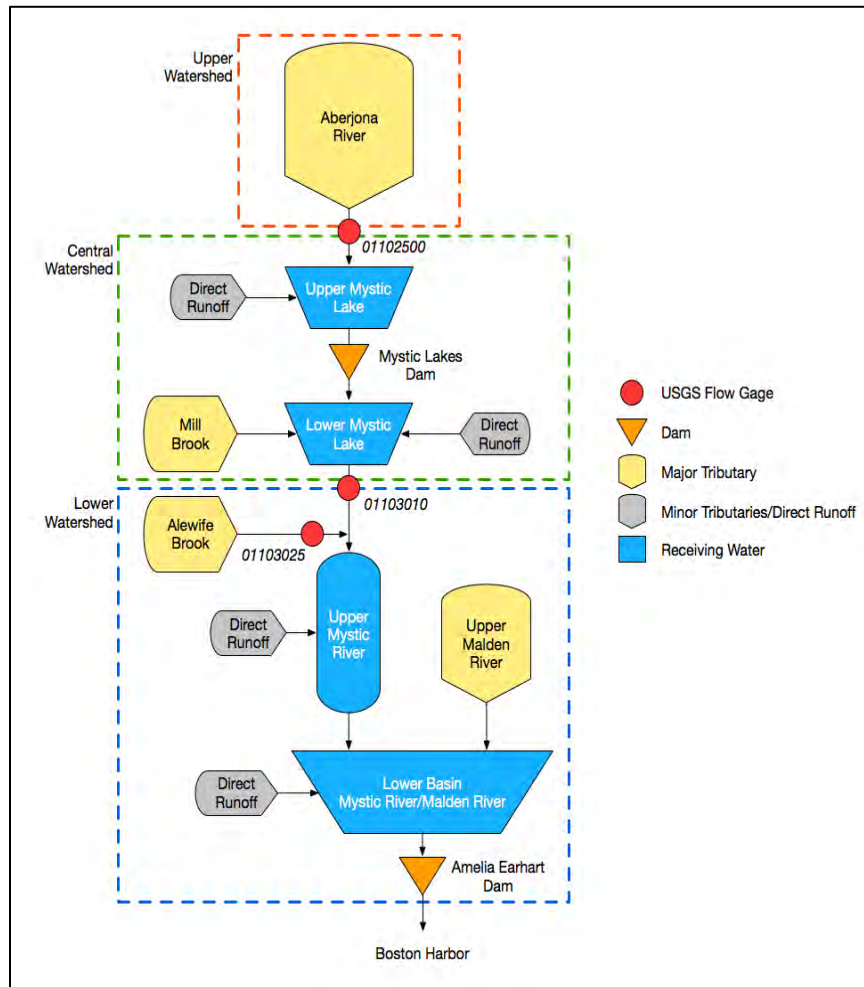 Upper
Watershed
Aberjona
River
01102500
Central
Watershed
Direct
Runoff
Upper Mystic
Lake
Mystic Lakes
Dam
Mill
Brook
Lower Mystic
Lake
Direct
Runoff
USGS Flow Gage
Dam
Major Tributary
Minor Tributaries/Direct Runoff
Receiving Water
Lower
Watershed
01103010
Alewife
Brook
01103025
Direct
Runoff
Upper
Mystic
River
Upper
Malden
River
Direct
Runoff
Lower Basin
Mystic River/Malden River
Amelia Earhart
Dam
Boston Harbor